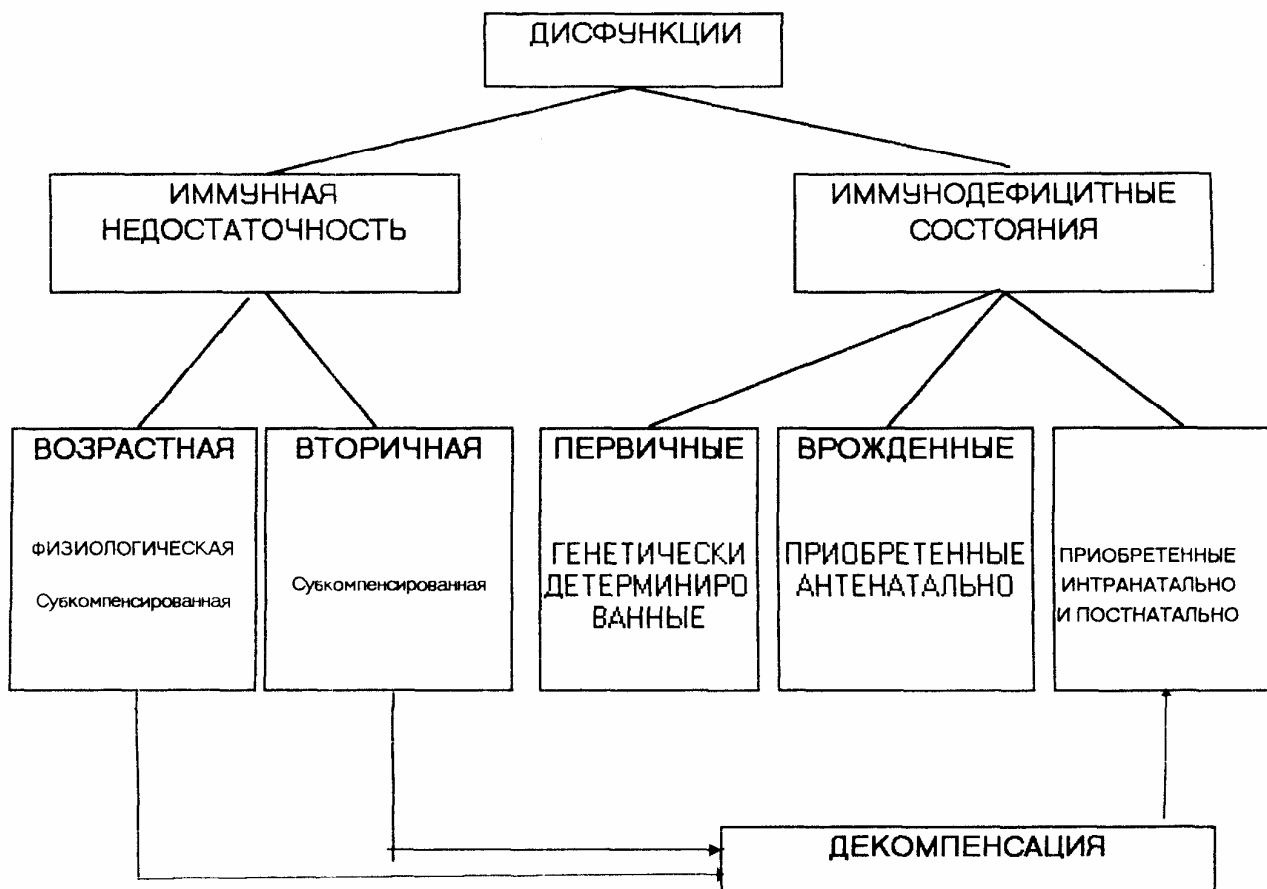 ДИСФУНКЦИИ
ИММУННАЯ
НЕДОСТАТОЧНОСТЬ
ИММУНОДЕФИЦИТНЫЕ
СОСТОЯНИЯ
ВОЗРАСТНАЯ
ФИЗИОЛОГИЧЕСКАЯ
Субкомпенсированная
ВТОРИЧНАЯ
Субкомпенсированная
ПЕРВИЧНЫЕ
ГЕНЕТИЧЕСКИ
ДЕТЕРМИНИРО
ВАННЫЕ
ВРОЖДЕННЫЕ
ПРИОБРЕТЕННЫЕ
АНТЕНАТАЛЬНО
ПРИОБРЕТЕННЫЕ
ИНТРАНАТАЛЬНО
И ПОСТНАТАЛЬНО
ДЕКОМПЕНСАЦИЯ